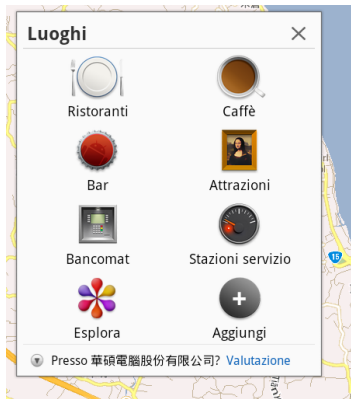 Luoghi
Ristoranti
Caffè
Bar
Attrazioni
Bancomat
Stazioni servizio
Esplora
Aggiungi
Presso 華碩電腦股份有限公司? Valutazione
15